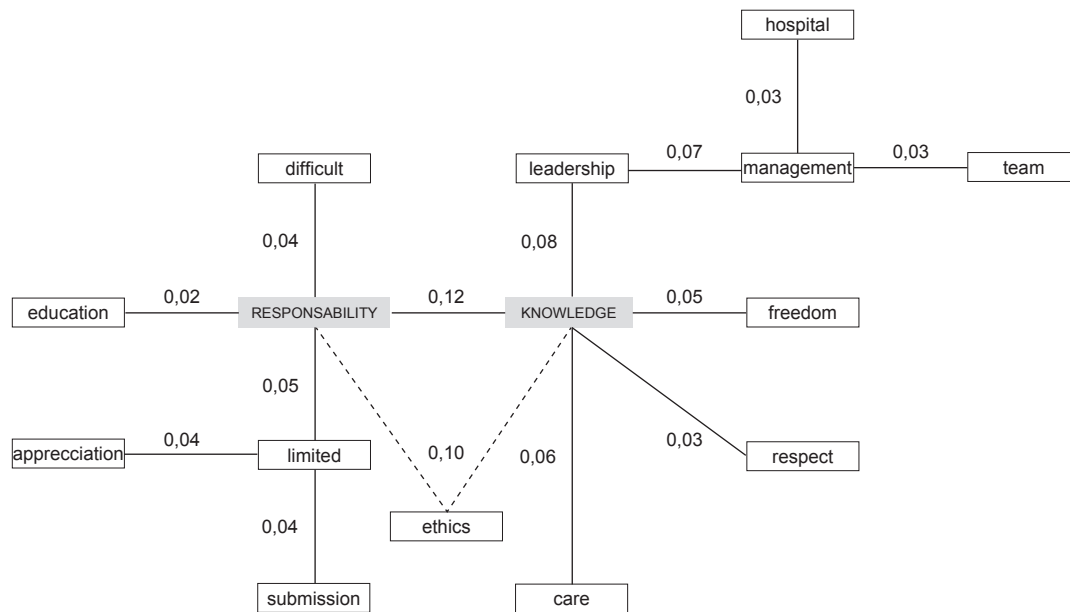 hospital
0,03
difficult
leadership
0,07
management
0,03
team
0,04
0,08
education
0,02
RESPONSABILITY
0,12
KNOWLEDGE
0,05
freedom
0,05
apprecciation
0,04
limited
0,10
0,06
0,03
respect
0,04
ethics
submission
care